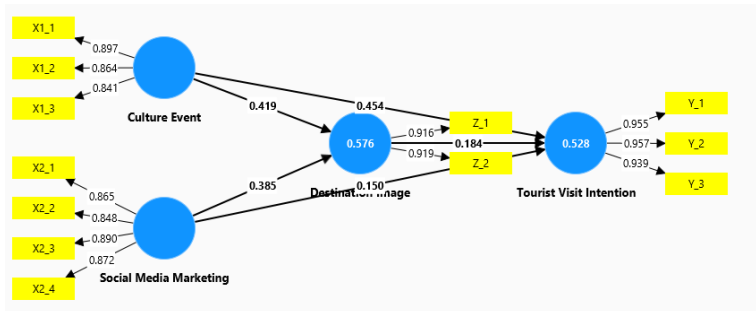 X1_1
0.897
X1_2
0.864
X1_3
0.841
Culture Event
0.419
0.454
X2_1
0.865
X2_2
0.848
X2_3
0.890
X2_4
0.872
Social Media Marketing
0.385
0.150
0.576
Destination Image
0.916
Z_1
0.919
Z_2
0.184
0.528
Tourist Visit Intention
0.955
Y_1
0.957
Y_2
0.939
Y_3